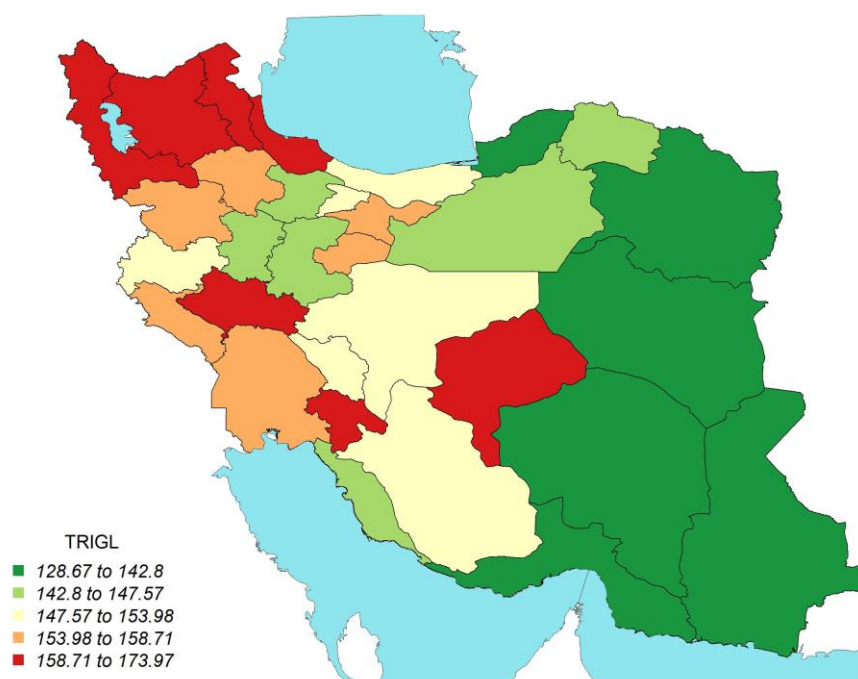 TRIGL
128.67 to 142.8
142.8 to 147.57
147.57 to 153.98
153.98 to 158.71
158.71 to 173.97